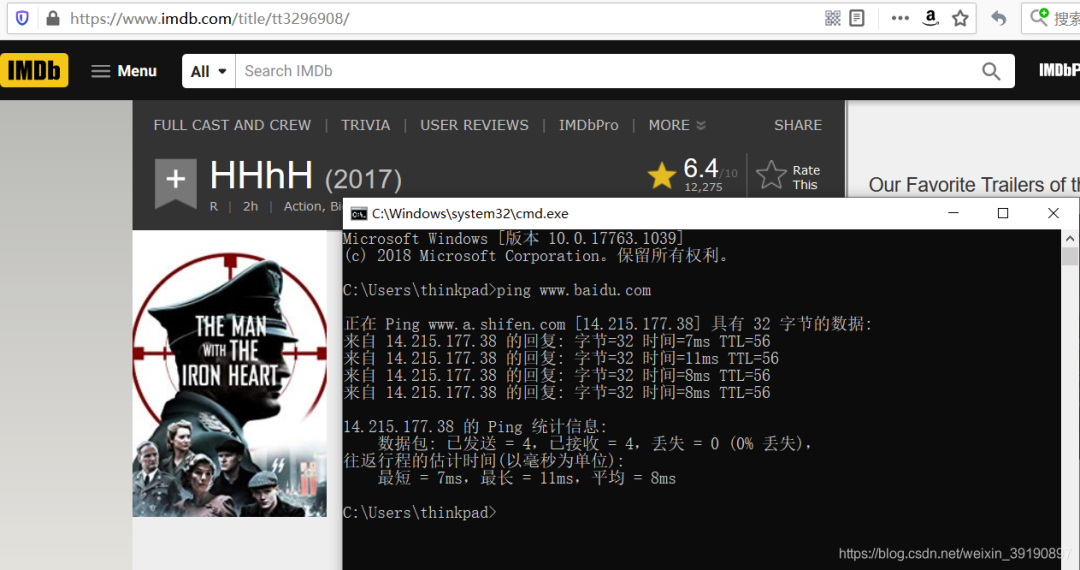 https://www.imdb.com/title/tt3296908/
搜索
IMDb
Menu
All
Search IMDb
IMDbP
FULL CAST AND CREW | TRIVIA | USER REVIEWS | IMDbPro | MORE
SHARE
HHhH (2017)
6.4/10
12,275
Rate
This
R | 2h | Action, Bi
Our Favorite Trailers of th
THE MAN
WITH THE
IRON HEART
C:\Windows\system32\cmd.exe
Microsoft Windows [版本 10.0.17763.1039]
(c) 2018 Microsoft Corporation。保留所有权利。
C:\Users\thinkpad>ping www.baidu.com
正在 Ping www.a.shifen.com [14.215.177.38] 具有 32 字节的数据:
来自 14.215.177.38 的回复: 字节=32 时间=7ms TTL=56
来自 14.215.177.38 的回复: 字节=32 时间=11ms TTL=56
来自 14.215.177.38 的回复: 字节=32 时间=8ms TTL=56
来自 14.215.177.38 的回复: 字节=32 时间=8ms TTL=56
14.215.177.38 的 Ping 统计信息:
数据包: 已发送 = 4，已接收 = 4，丢失 = 0 (0% 丢失)，
往返行程的估计时间(以毫秒为单位):
最短 = 7ms，最长 = 11ms，平均 = 8ms
C:\Users\thinkpad>
https://blog.csdn.net/weixin_39190897